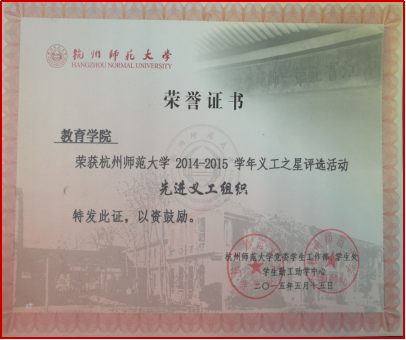 杭州师范大学
HANGZHOU NORMAL UNIVERSITY
荣誉证书
教育学院
荣获杭州师范大学 2014-2015 学年义工之星评选活动
先进义工组织
特发此证，以资鼓励。
杭州师范大学党委学生工作部 学生处
学生勤工助学中心
二〇一五年五月十五日